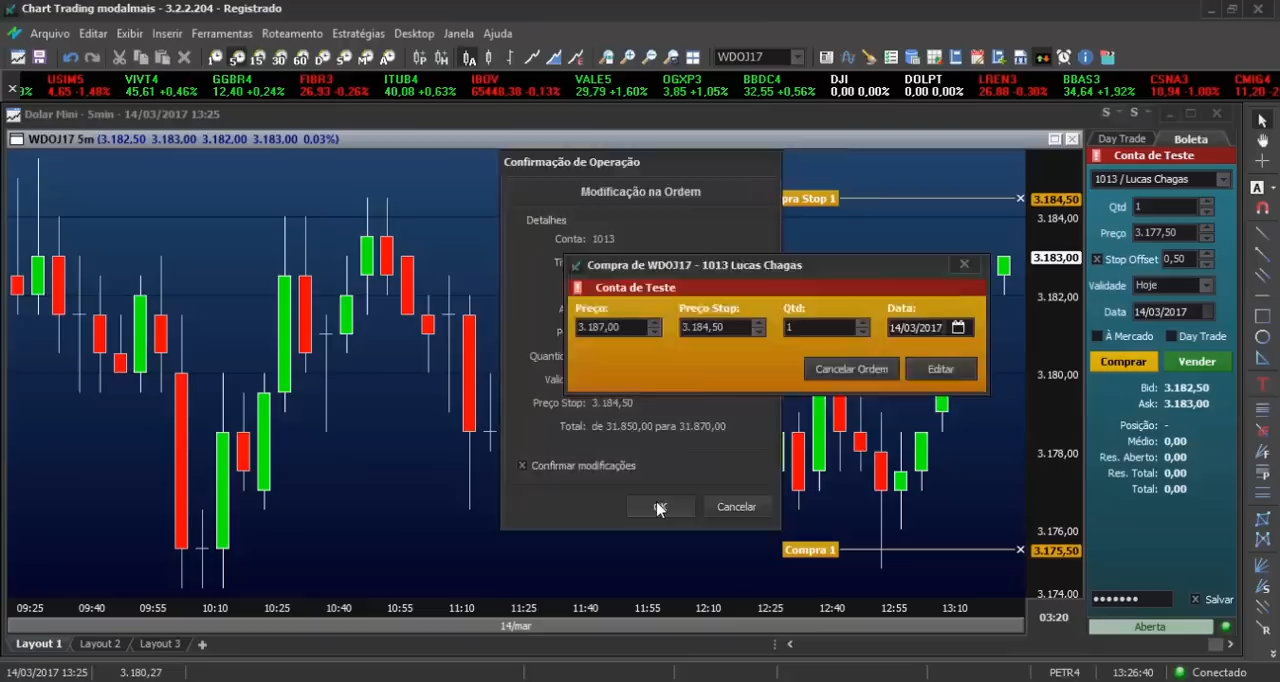 Chart Trading modalmais - 3.2.2.204 - Registrado
Arquivo Editar Exibir Inserir Ferramentas Roteamento Estratégias Desktop Janela Ajuda
WDOJ17
USIM5 VIVT4 GGBR4 FIBR3 ITUB4 IBOV VALE5 OGXP3 BBDC4 DJI DOLPT LREN3 BBAS3 CSNA3 CMIG4
4,65 -1,48% 45,61 +0,46% 12,40 +0,24% 26,93 -0,26% 40,08 +0,63% 65448,38 -0,13% 29,79 +1,60% 3,85 +1,05% 32,55 +0,56% 0,00 0,00% 0,00 0,00% 26,88 -0,30% 34,64 +1,92% 10,94 -1,00% 11,20
Dolar Mini - 5min - 14/03/2017 13:25
WDOJ17 5m (3.182,50 3.183,00 3.182,00 3.183,00 0,03%)
Confirmação de Operação
Modificação na Ordem
Detalhes
Conta: 1013
Compra de WDOJ17 - 1013 Lucas Chagas
Conta de Teste
Preço: Preço Stop: Qtd: Data:
3.187,00 3.184,50 1 14/03/2017
Cancelar Ordem Editar
Preço Stop: 3.184,50
Total: de 31.850,00 para 31.870,00
Confirmar modificações
Cancelar
pra Stop 1
Compra 1
3.184,50
3.184,00
3.183,00
3.182,00
3.180,00
3.178,00
3.176,00
3.175,50
3.174,00
03:20
09:25 09:40 09:55 10:10 10:25 10:40 10:55 11:10 11:25 11:40 11:55 12:10 12:25 12:40 12:55 13:10
14/mar
Day Trade Boleta
Conta de Teste
1013 / Lucas Chagas
Qtd 1
Preço 3.177,50
Stop Offset 0,50
Validade Hoje
Data 14/03/2017
À Mercado Day Trade
Comprar Vender
Bid: 3.182,50
Ask: 3.183,00
Posição: -
Médio: 0,00
Res. Aberto: 0,00
Res. Total: 0,00
Total: 0,00
Salvar
Aberta
Layout 1 Layout 2 Layout 3
14/03/2017 13:25 3.180,27 PETR4 13:26:40 Conectado